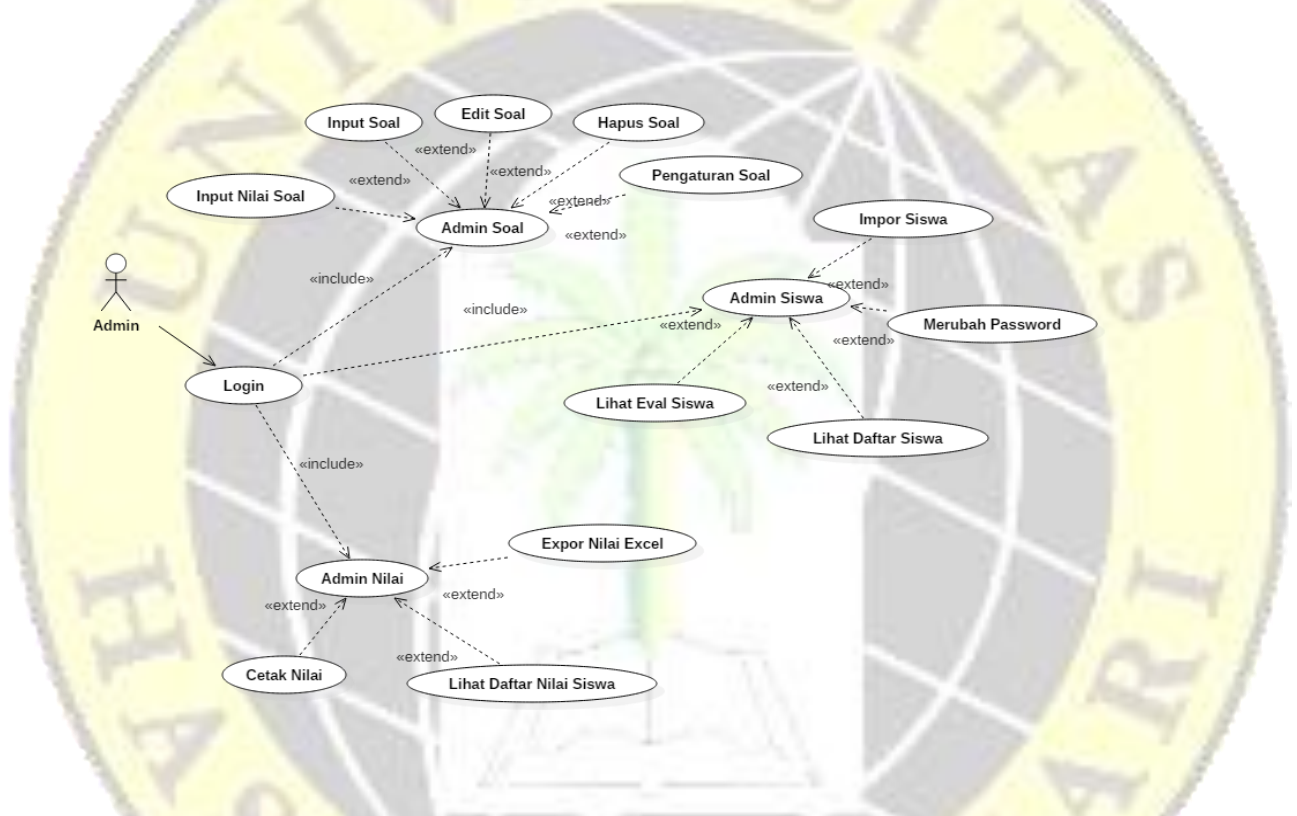 UNIVERSITAS
Edit Soal
Input Soal
Hapus Soal
«extend»
«extend»
Pengaturan Soal
«extend»
Input Nilai Soal
«extend»
Impor Siswa
Admin Soal
«extend»
«include»
«extend»
Admin Siswa
«include»
«extend»
Merubah Password
Admin
«extend»
Login
«extend»
Lihat Eval Siswa
Lihat Daftar Siswa
«include»
Expor Nilai Excel
Admin Nilai
«extend»
«extend»
«extend»
Cetak Nilai
Lihat Daftar Nilai Siswa